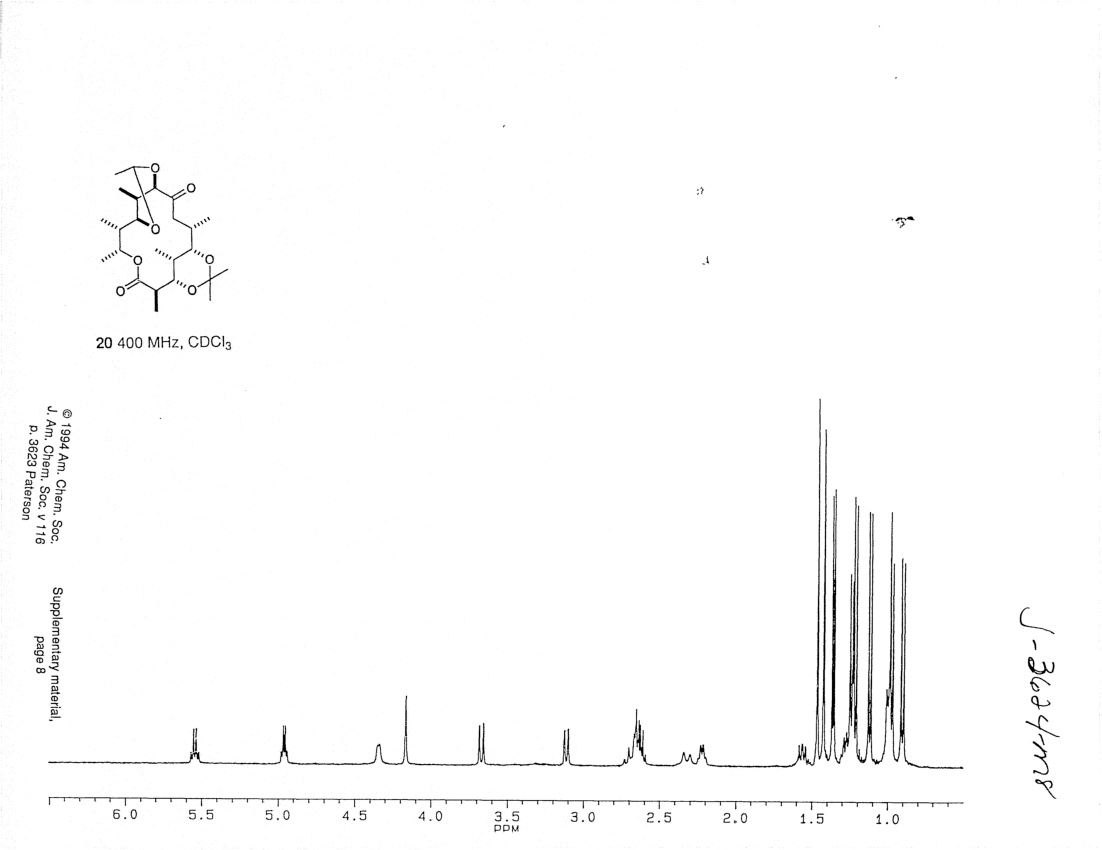 O
O
O
O
O
O
O
20 400 MHz, CDCl3
© 1994 Am. Chem. Soc.
J. Am. Chem. Soc. v 116
p. 3623 Paterson
Supplementary material,
page 8
J-3624-m8
6.0 5.5 5.0 4.5 4.0 3.5 3.0 2.5 2.0 1.5 1.0
PPM